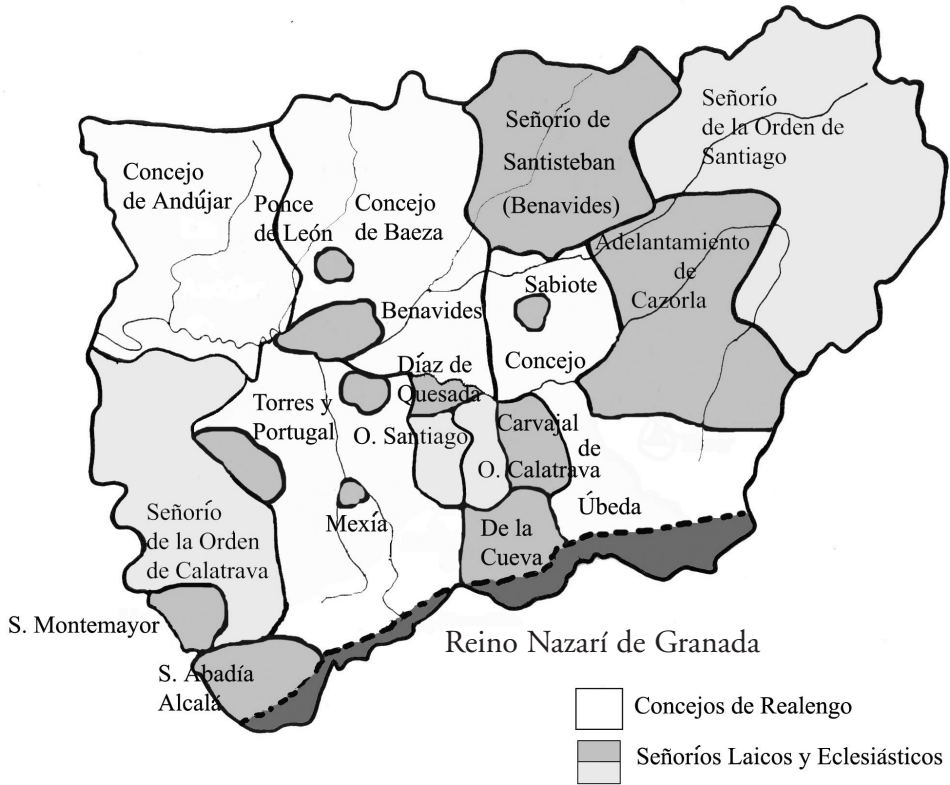 Señorío de
Santisteban
(Benavides)
Señorío
de la Orden de
Santiago
Concejo
de Andújar
Ponce
de León
Concejo
de Baeza
Adelantamiento
de
Cazorla
Sabiote
Benavides
Concejo
Díaz de
Quesada
Torres y
Portugal
O. Santiago
Carvajal
de
O. Calatrava
Úbeda
Mexía
Señorío
de la Orden
de Calatrava
De la
Cueva
S. Montemayor
Reino Nazarí de Granada
S. Abadía
Alcalá
Concejos de Realengo
Señoríos Laicos y Eclesiásticos